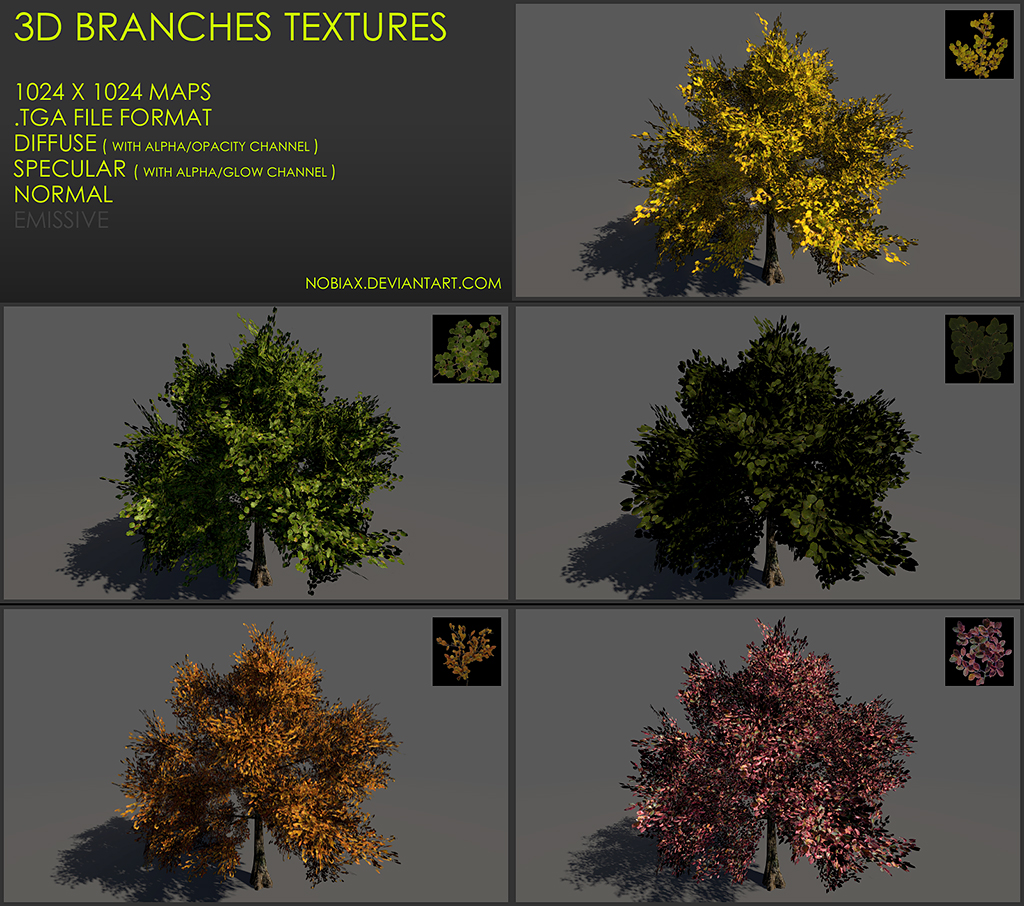 3D BRANCHES TEXTURES
1024 X 1024 MAPS
.TGA FILE FORMAT
DIFFUSE ( WITH ALPHA/OPACITY CHANNEL )
SPECULAR ( WITH ALPHA/GLOW CHANNEL )
NORMAL
EMISSIVE
NOBIAX.DEVIANTART.COM